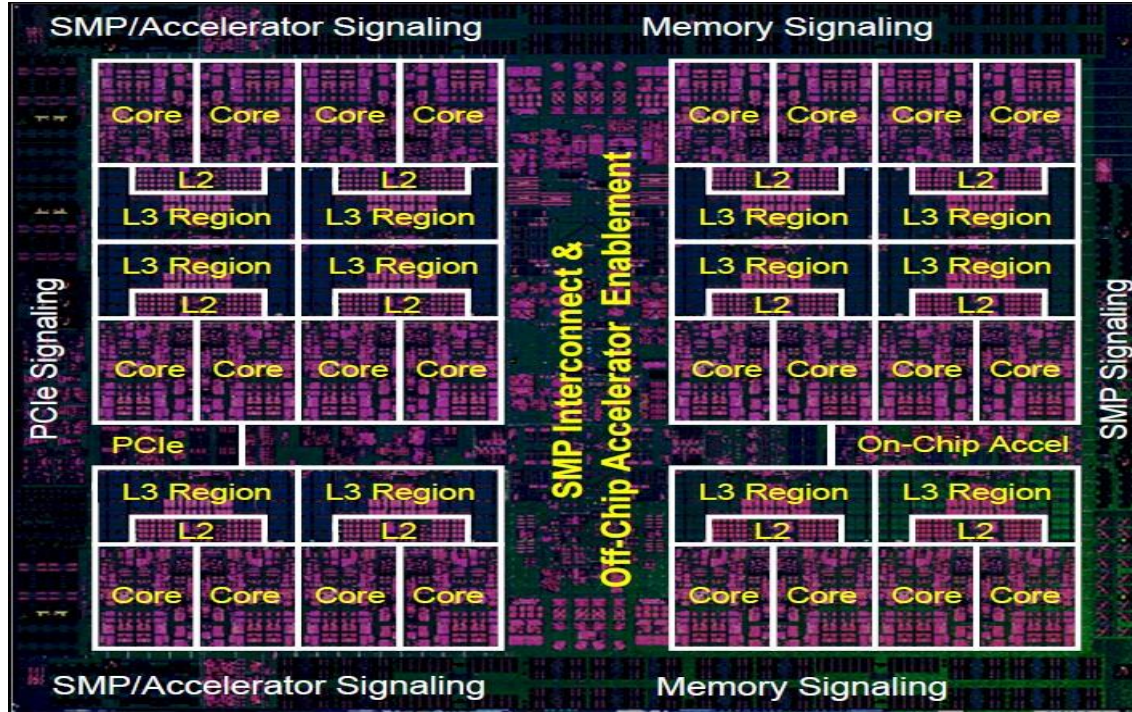 SMP/Accelerator Signaling Memory Signaling
Core Core Core Core Core Core Core Core
L2 L2 L2 L2
L3 Region L3 Region L3 Region L3 Region
L3 Region L3 Region L3 Region L3 Region
L2 L2 L2 L2
Core Core Core Core Core Core Core Core
PCIe On-Chip Accel
L3 Region L3 Region L3 Region L3 Region
L2 L2 L2 L2
Core Core Core Core Core Core Core Core
SMP/Accelerator Signaling Memory Signaling
PCIe Signaling
SMP Interconnect &
Off-Chip Accelerator Enablement
SMP Signaling